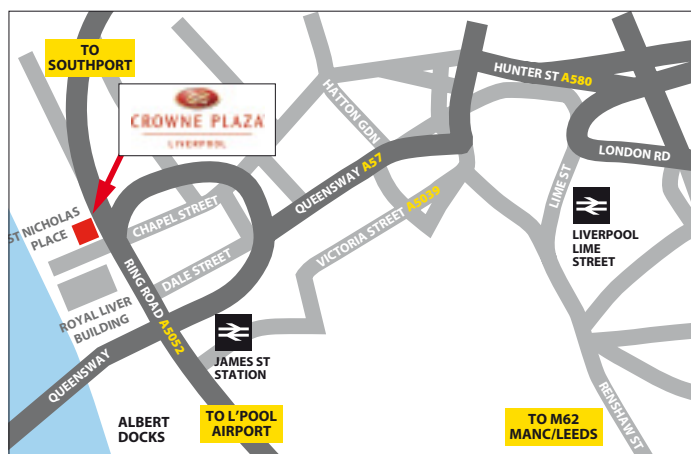 TO
SOUTHPORT
CROWNE PLAZA
LIVERPOOL
HUNTER ST A580
HATTON GDN
LONDON RD
QUEENSWAY A57
LIME ST
ST NICHOLAS
PLACE
CHAPEL STREET
VICTORIA STREET A5039
LIVERPOOL
LIME
STREET
RING ROAD A5052
DALE STREET
ROYAL LIVER
BUILDING
QUEENSWAY
JAMES ST
STATION
RENSHAW ST
ALBERT
DOCKS
TO L'POOL
AIRPORT
TO M62
MANC/LEEDS